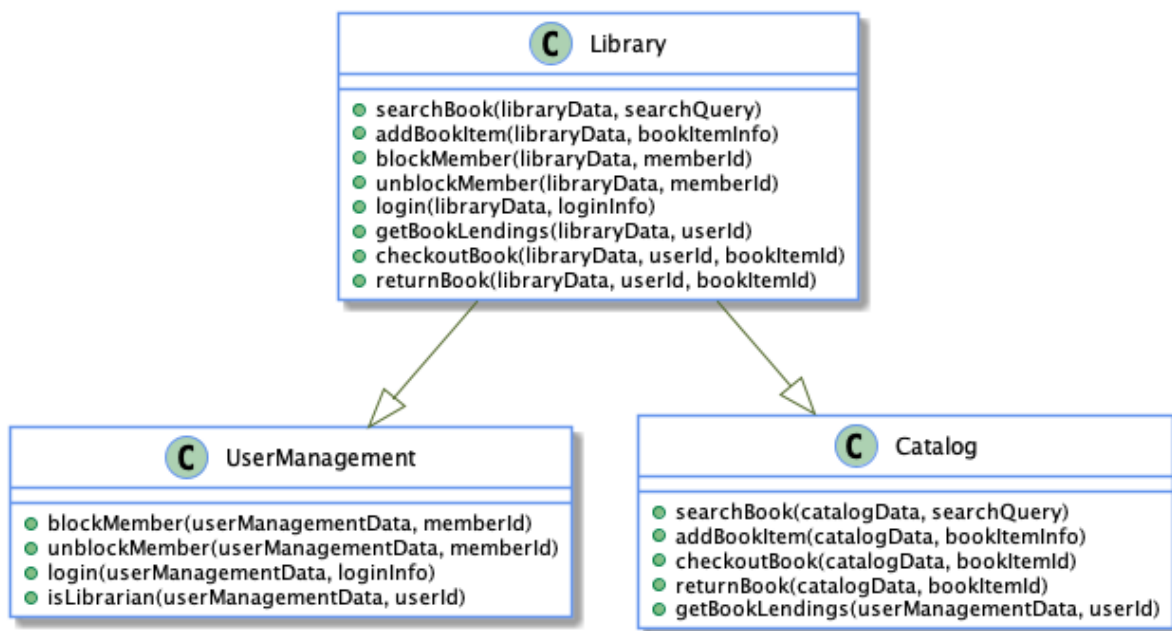 C Library
searchBook(libraryData, searchQuery)
addBookItem(libraryData, bookItemInfo)
blockMember(libraryData, memberId)
unblockMember(libraryData, memberId)
login(libraryData, loginInfo)
getBookLendings(libraryData, userId)
checkoutBook(libraryData, userId, bookItemId)
returnBook(libraryData, userId, bookItemId)
C UserManagement
blockMember(userManagementData, memberId)
unblockMember(userManagementData, memberId)
login(userManagementData, loginInfo)
isLibrarian(userManagementData, userId)
C Catalog
searchBook(catalogData, searchQuery)
addBookItem(catalogData, bookItemInfo)
checkoutBook(catalogData, bookItemId)
returnBook(catalogData, bookItemId)
getBookLendings(userManagementData, userId)